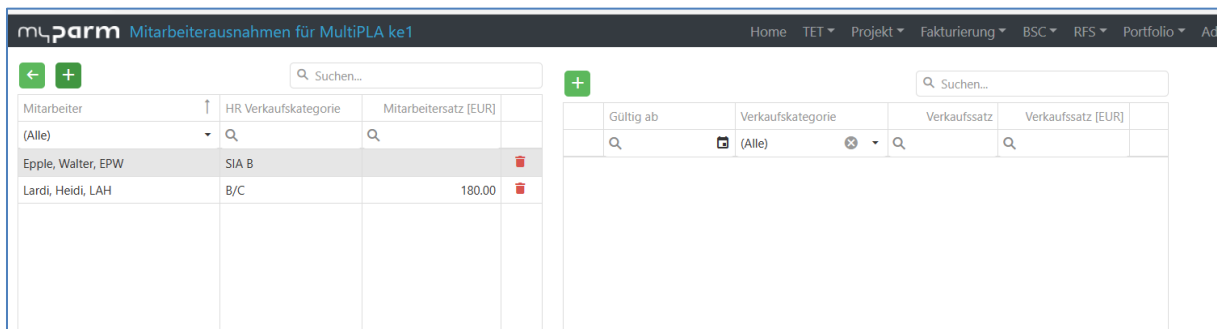 myparm Mitarbeiterausnahmen für MultiPLA ke1 Home TET Projekt Fakturierung BSC RFS Portfolio Ad
Suchen...
Mitarbeiter HR Verkaufskategorie Mitarbeitersatz [EUR]
(Alle)
Epple, Walter, EPW SIA B
Lardi, Heidi, LAH B/C 180.00
Suchen...
Gültig ab Verkaufskategorie Verkaufssatz Verkaufssatz [EUR]
(Alle)